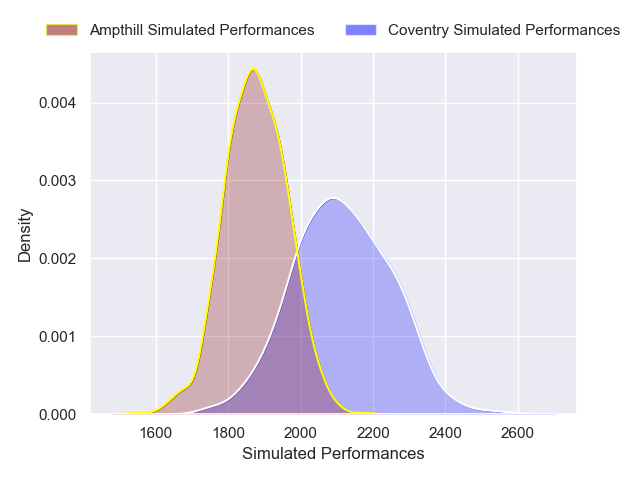 Ampthill Simulated Performances
Coventry Simulated Performances
0.004
0.003
0.002
0.001
0.000
Density
1600 1800 2000 2200 2400 2600
Simulated Performances